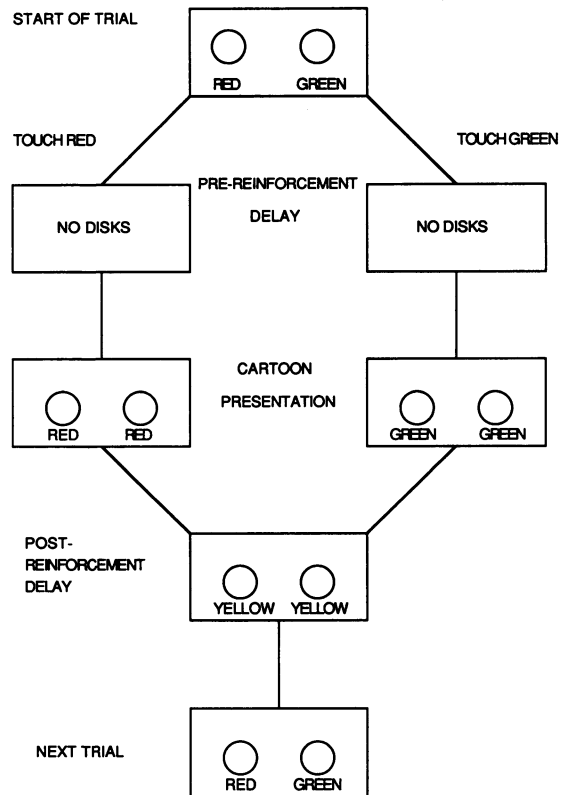 START OF TRIAL
RED GREEN
TOUCH RED
TOUCH GREEN
PRE-REINFORCEMENT
DELAY
NO DISKS
NO DISKS
CARTOON
PRESENTATION
RED RED
GREEN GREEN
POST-
REINFORCEMENT
DELAY
YELLOW YELLOW
NEXT TRIAL
RED GREEN